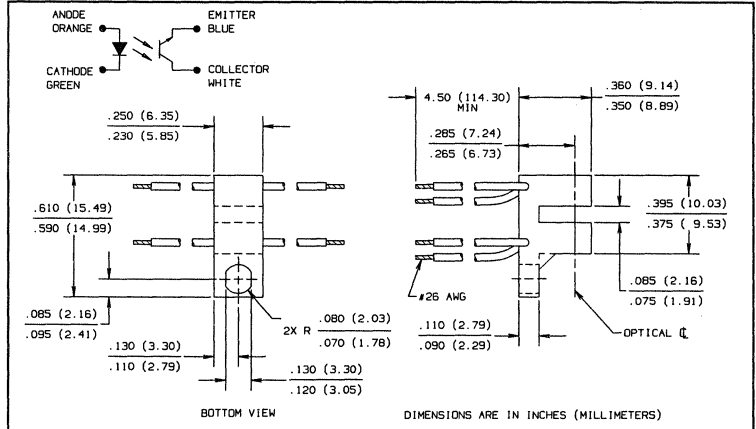 ANODE
ORANGE
EMITTER
BLUE
CATHODE
GREEN
COLLECTOR
WHITE
.250 (6.35)
.230 (5.85)
.610 (15.49)
.590 (14.99)
.085 (2.16)
.095 (2.41)
.130 (3.30)
.110 (2.79)
2X R .080 (2.03)
.070 (1.78)
.130 (3.30)
.120 (3.05)
BOTTOM VIEW
4.50 (114.30)
MIN
.360 (9.14)
.350 (8.89)
.285 (7.24)
.265 (6.73)
.395 (10.03)
.375 ( 9.53)
.085 (2.16)
.075 (1.91)
#26 AWG
.110 (2.79)
.090 (2.29)
OPTICAL ℄
DIMENSIONS ARE IN INCHES (MILLIMETERS)